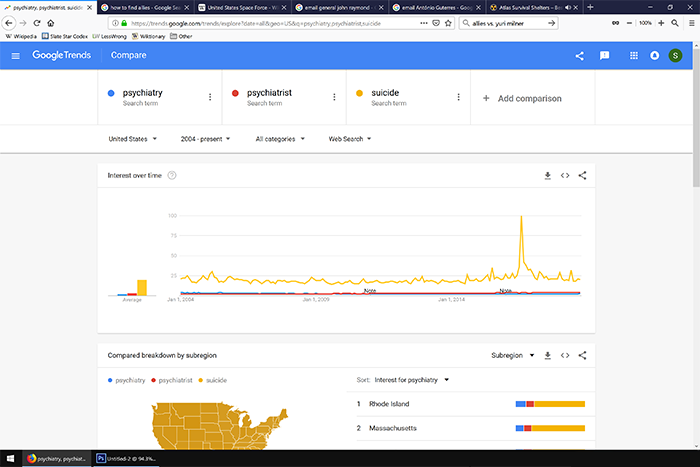 psychiatry, psychiatrist, suicide
how to find allies - Google Sea
United States Space Force - Wi
email general john raymond -
email António Guterres - Goog
Atlas Survival Shelters – Bo
https://trends.google.com/trends/explore?date=all&geo=US&q=psychiatry,psychiatrist,suicide
allies vs. yuri milner
100%
Wikipedia
Slate Star Codex
LessWrong
Wiktionary
Other
Google Trends
Compare
S
psychiatry
Search term
psychiatrist
Search term
suicide
Search term
+ Add comparison
United States
2004 - present
All categories
Web Search
Interest over time
100
75
50
25
Average
Jan 1, 2004
Jan 1, 2009
Jan 1, 2014
Note
Note
Compared breakdown by subregion
Subregion
psychiatry
psychiatrist
suicide
Sort: Interest for psychiatry
1 Rhode Island
2 Massachusetts
psychiatry, psychiat...
Untitled-2 @ 94.3%...